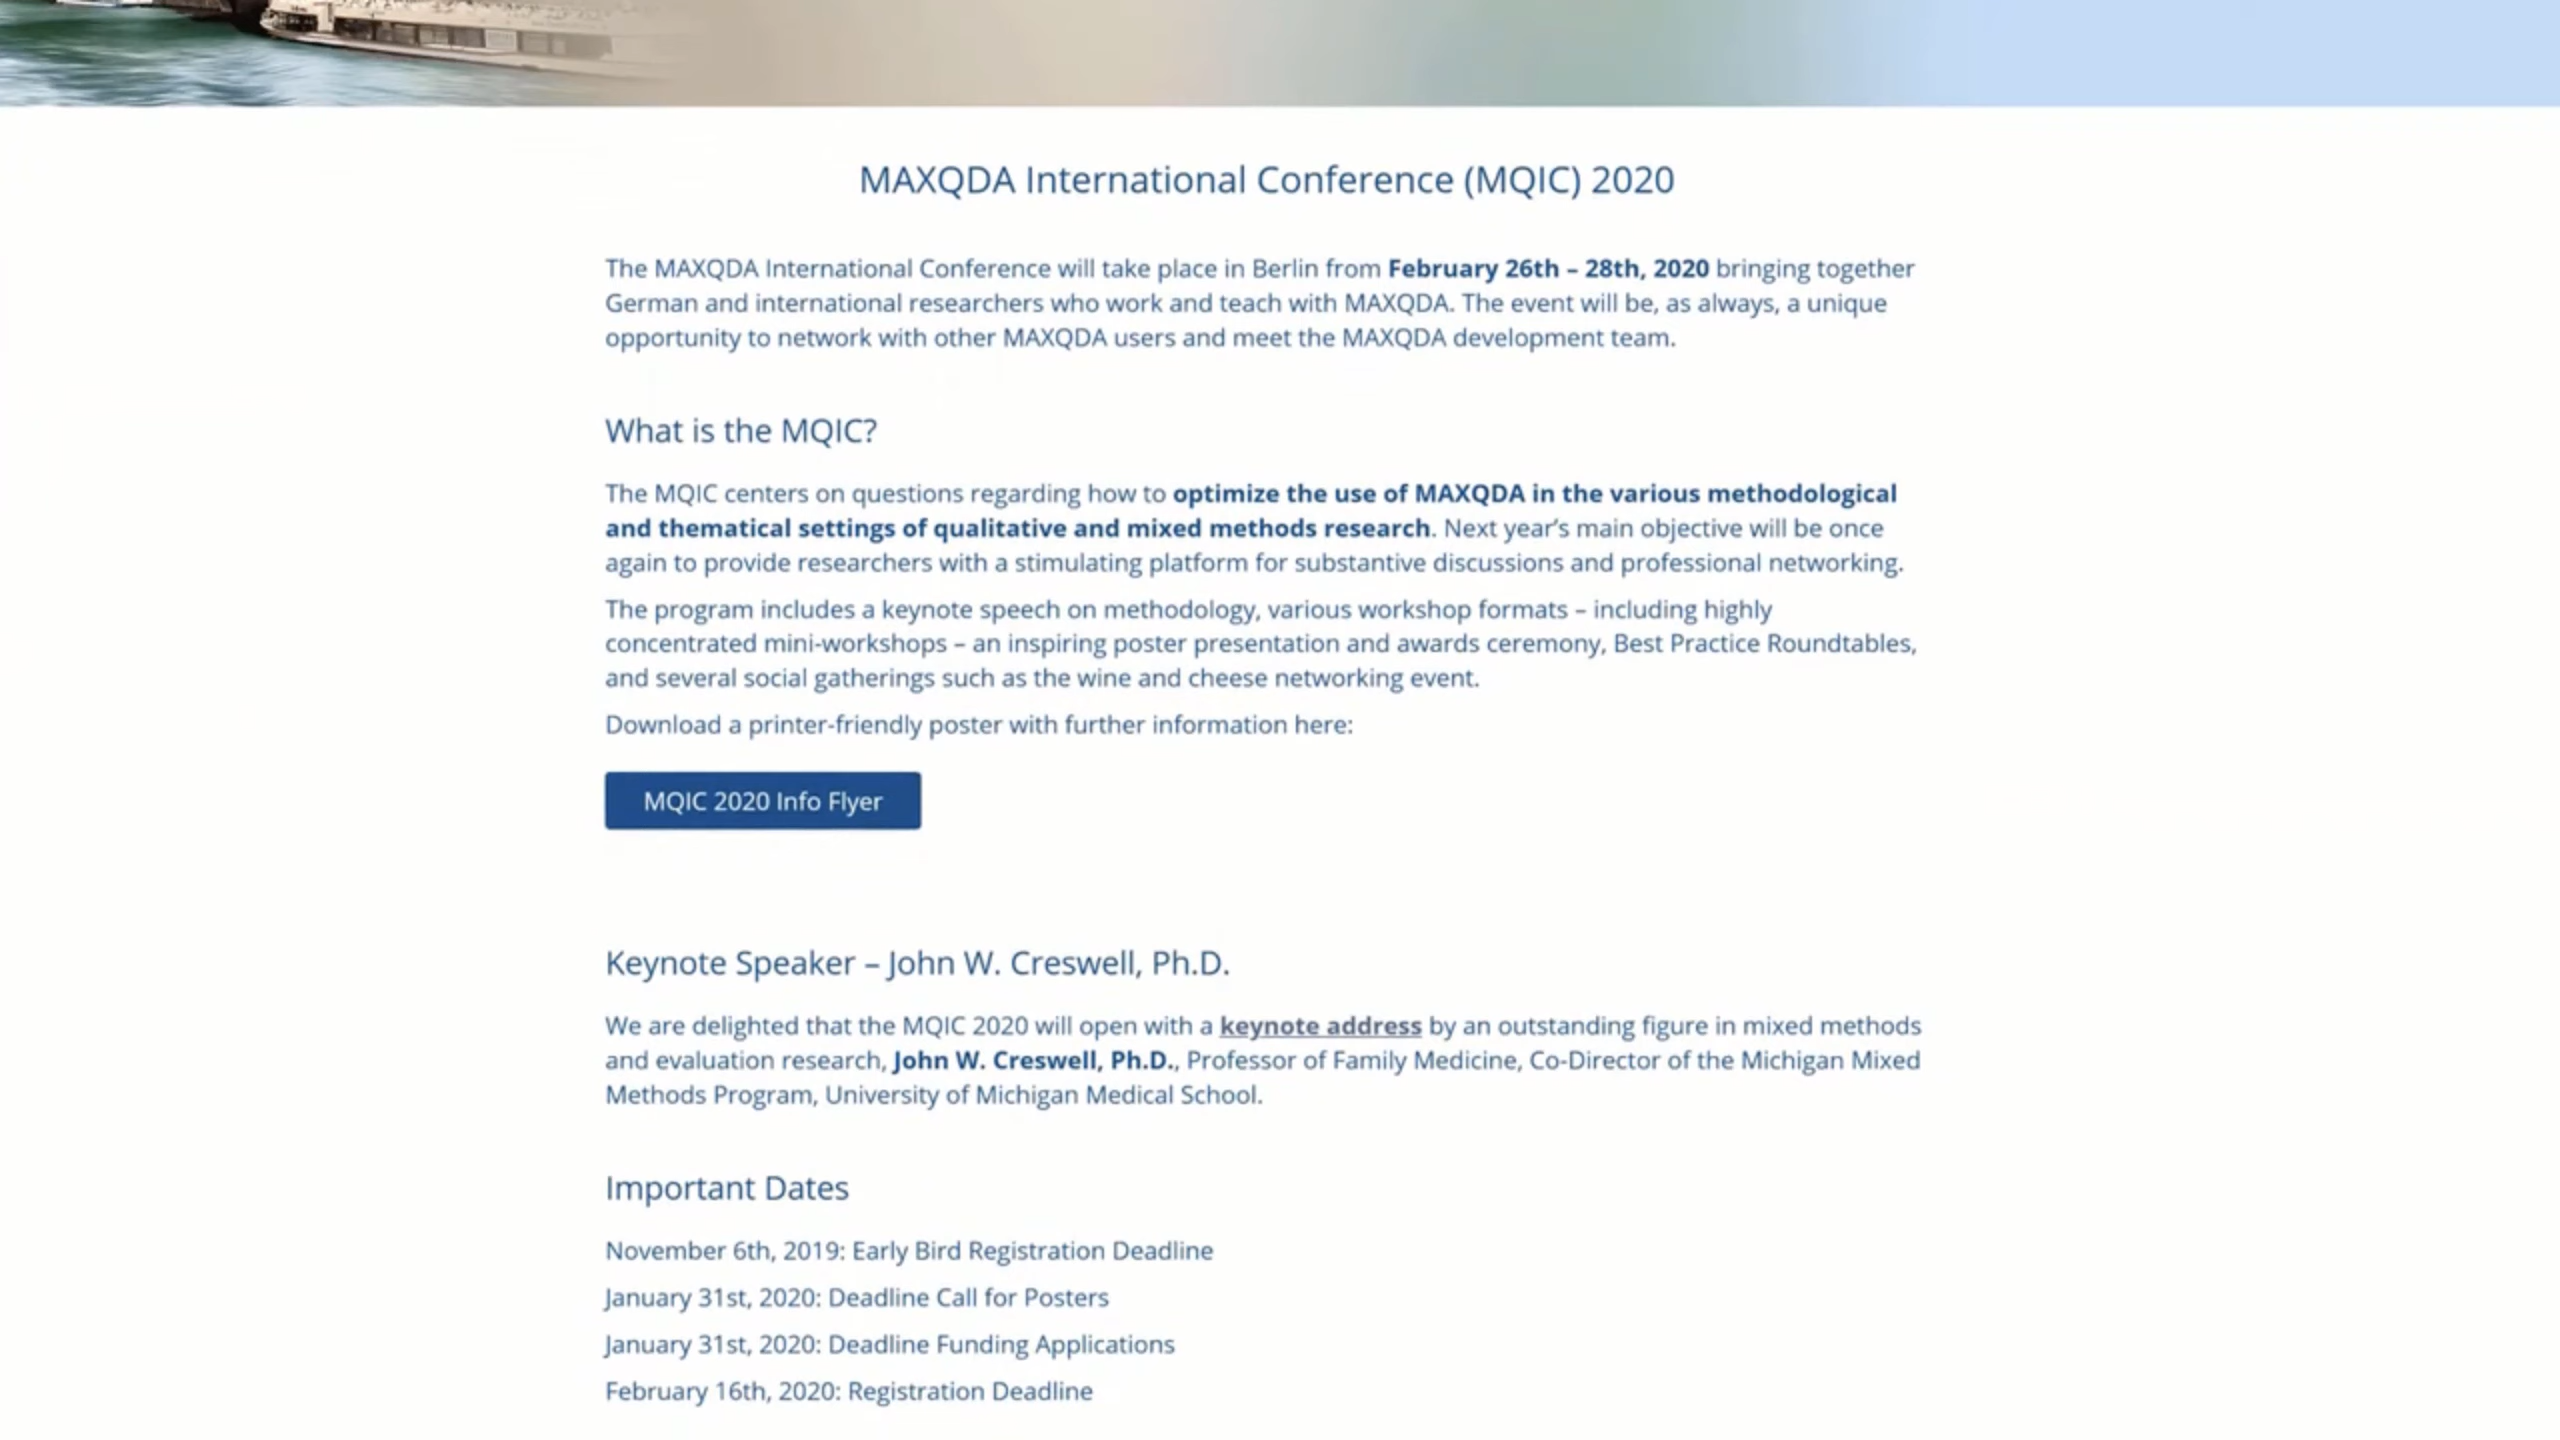 MAXQDA International Conference (MQIC) 2020
The MAXQDA International Conference will take place in Berlin from February 26th – 28th, 2020 bringing together
German and international researchers who work and teach with MAXQDA. The event will be, as always, a unique
opportunity to network with other MAXQDA users and meet the MAXQDA development team.
What is the MQIC?
The MQIC centers on questions regarding how to optimize the use of MAXQDA in the various methodological
and thematical settings of qualitative and mixed methods research. Next year’s main objective will be once
again to provide researchers with a stimulating platform for substantive discussions and professional networking.
The program includes a keynote speech on methodology, various workshop formats – including highly
concentrated mini-workshops – an inspiring poster presentation and awards ceremony, Best Practice Roundtables,
and several social gatherings such as the wine and cheese networking event.
Download a printer-friendly poster with further information here:
MQIC 2020 Info Flyer
Keynote Speaker – John W. Creswell, Ph.D.
We are delighted that the MQIC 2020 will open with a keynote address by an outstanding figure in mixed methods
and evaluation research, John W. Creswell, Ph.D., Professor of Family Medicine, Co-Director of the Michigan Mixed
Methods Program, University of Michigan Medical School.
Important Dates
November 6th, 2019: Early Bird Registration Deadline
January 31st, 2020: Deadline Call for Posters
January 31st, 2020: Deadline Funding Applications
February 16th, 2020: Registration Deadline